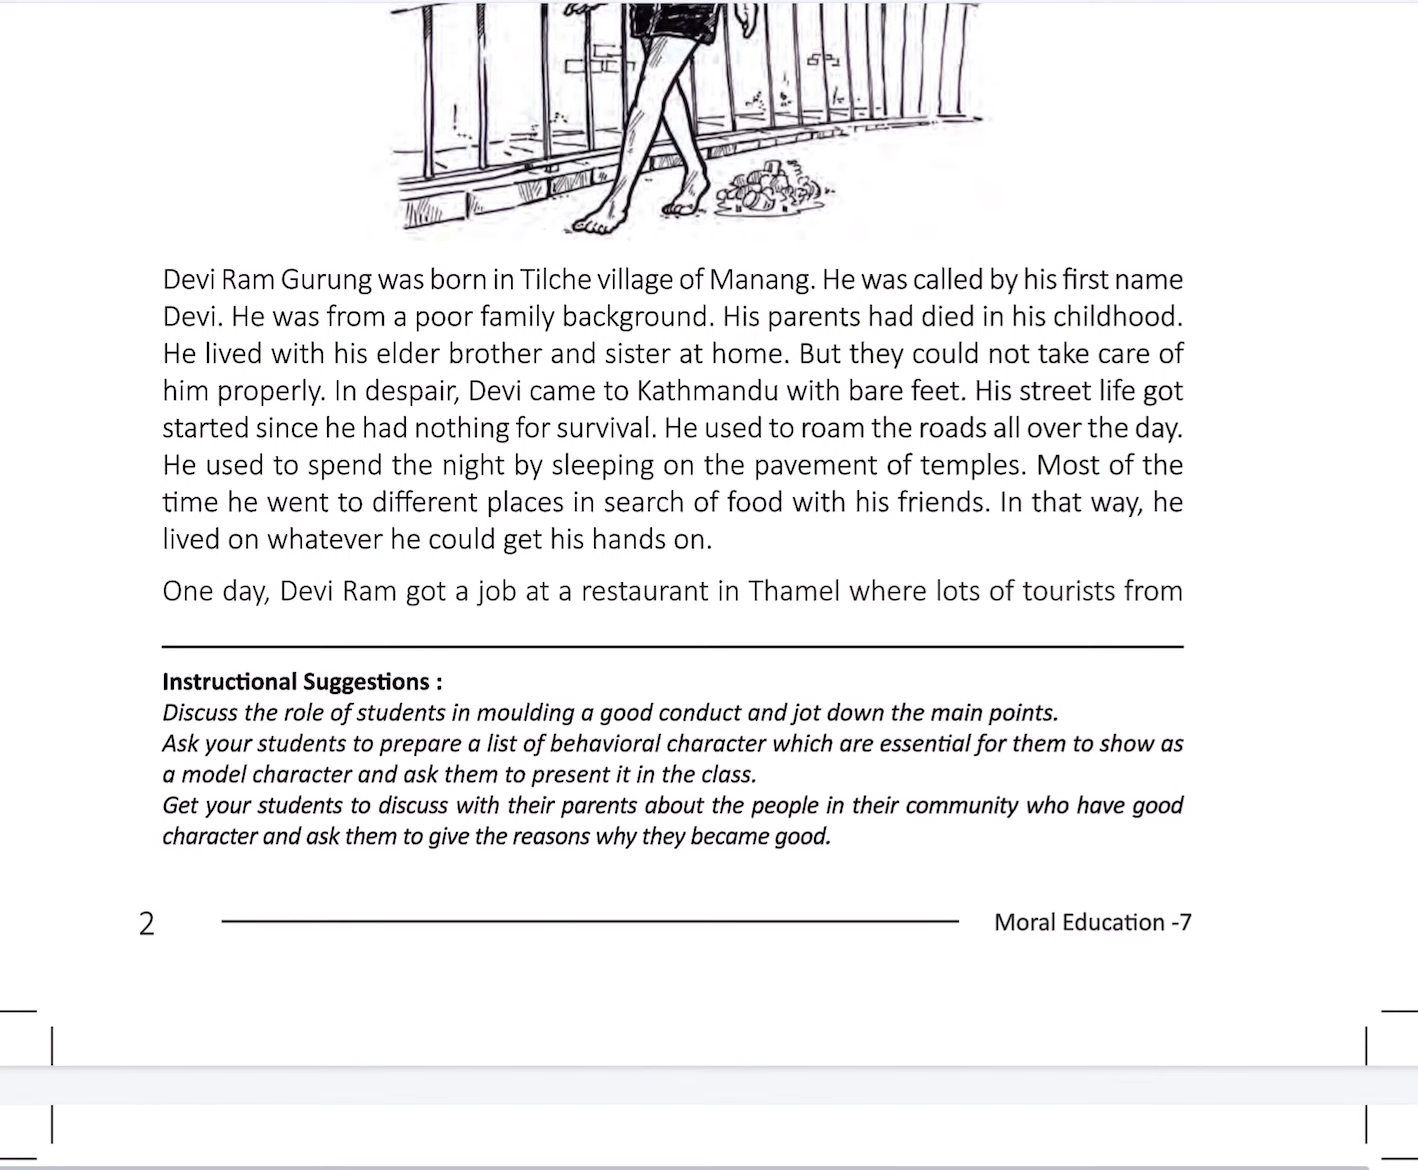 Devi Ram Gurung was born in Tilche village of Manang. He was called by his first name
Devi. He was from a poor family background. His parents had died in his childhood.
He lived with his elder brother and sister at home. But they could not take care of
him properly. In despair, Devi came to Kathmandu with bare feet. His street life got
started since he had nothing for survival. He used to roam the roads all over the day.
He used to spend the night by sleeping on the pavement of temples. Most of the
time he went to different places in search of food with his friends. In that way, he
lived on whatever he could get his hands on.
One day, Devi Ram got a job at a restaurant in Thamel where lots of tourists from
Instructional Suggestions :
Discuss the role of students in moulding a good conduct and jot down the main points.
Ask your students to prepare a list of behavioral character which are essential for them to show as
a model character and ask them to present it in the class.
Get your students to discuss with their parents about the people in their community who have good
character and ask them to give the reasons why they became good.
2 Moral Education -7